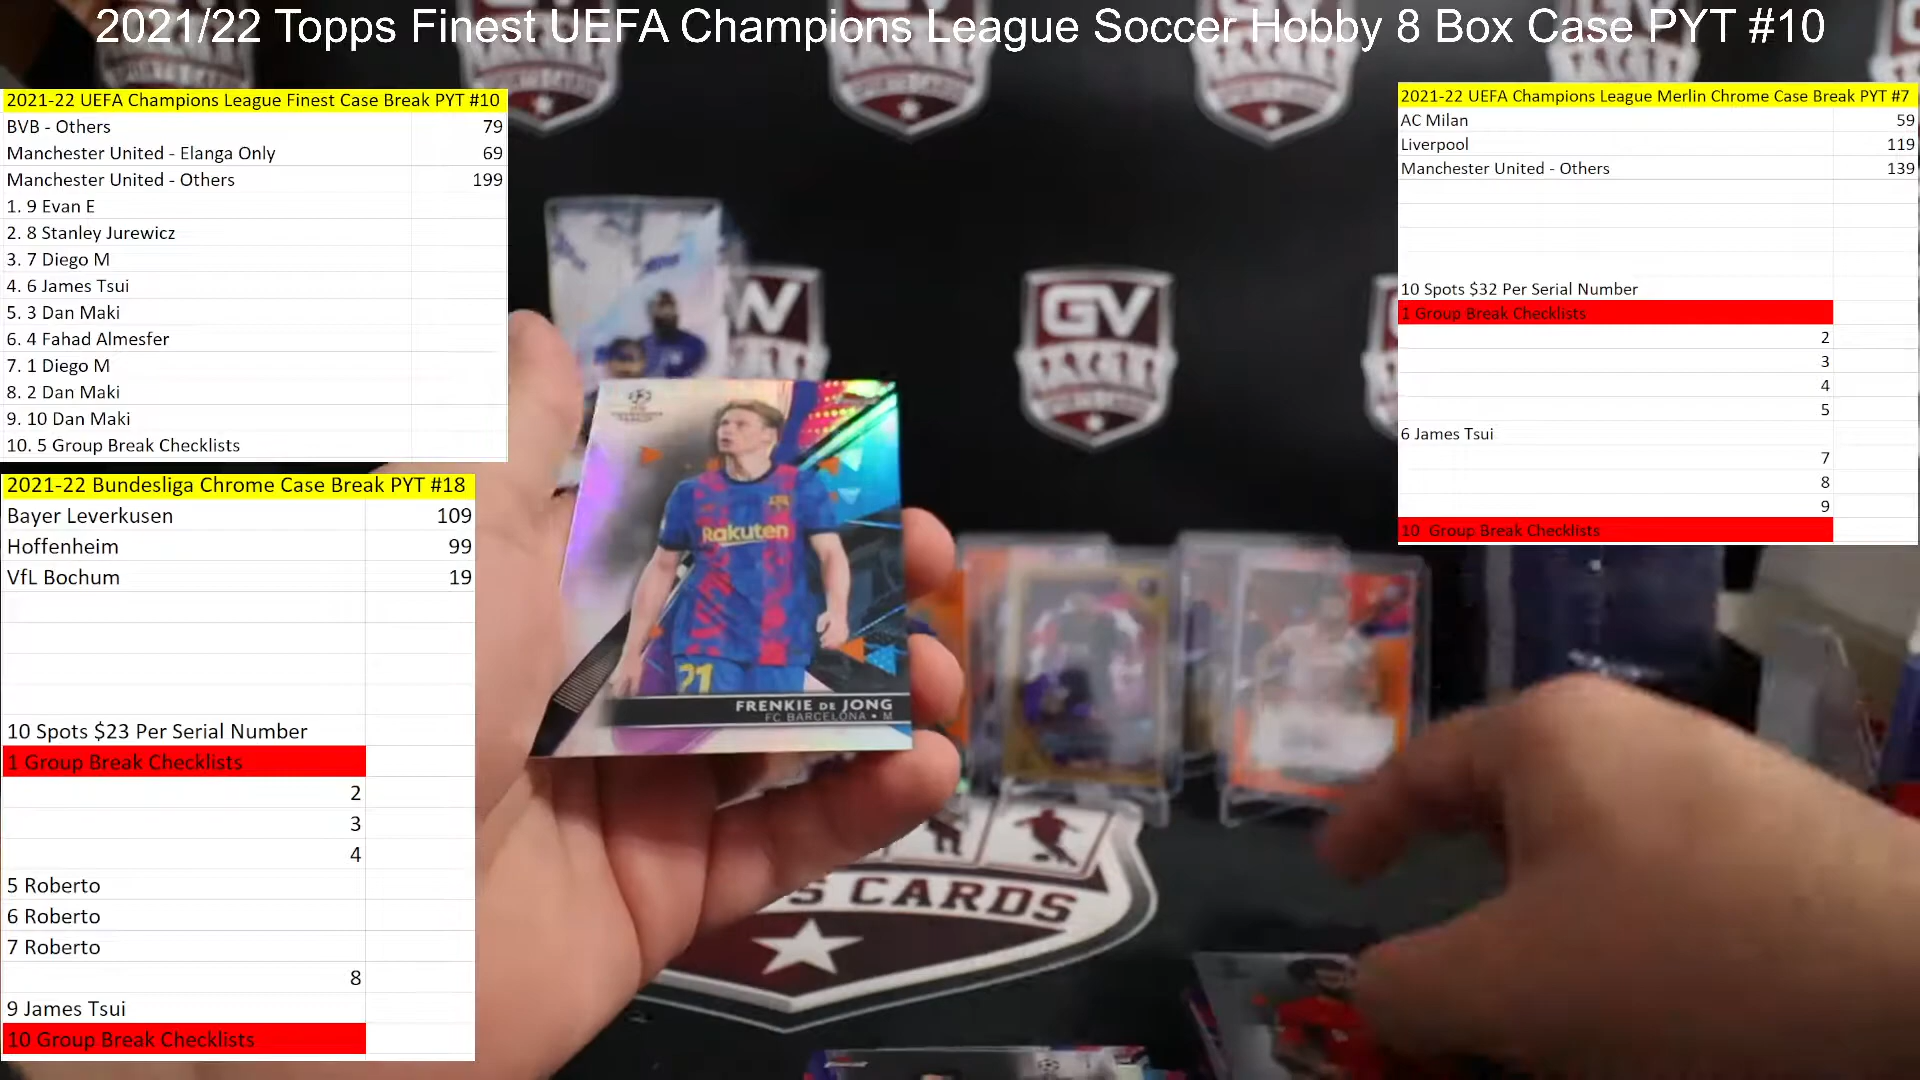 2021/22 Topps Finest UEFA Champions League Soccer Hobby 8 Box Case PYT #10
2021-22 UEFA Champions League Finest Case Break PYT #10
BVB - Others 79
Manchester United - Elanga Only 69
Manchester United - Others 199
1. 9 Evan E
2. 8 Stanley Jurewicz
3. 7 Diego M
4. 6 James Tsui
5. 3 Dan Maki
6. 4 Fahad Almesfer
7. 1 Diego M
8. 2 Dan Maki
9. 10 Dan Maki
10. 5 Group Break Checklists
2021-22 Bundesliga Chrome Case Break PYT #18
Bayer Leverkusen 109
Hoffenheim 99
VfL Bochum 19
10 Spots $23 Per Serial Number
1 Group Break Checklists
2
3
4
5 Roberto
6 Roberto
7 Roberto
8
9 James Tsui
10 Group Break Checklists
2021-22 UEFA Champions League Merlin Chrome Case Break PYT #7
AC Milan 59
Liverpool 119
Manchester United - Others 139
10 Spots $32 Per Serial Number
1 Group Break Checklists
2
3
4
5
6 James Tsui
7
8
9
10 Group Break Checklists
GV
Rakuten
21
FRENKIE DE JONG
FC BARCELONA • M
S CARDS